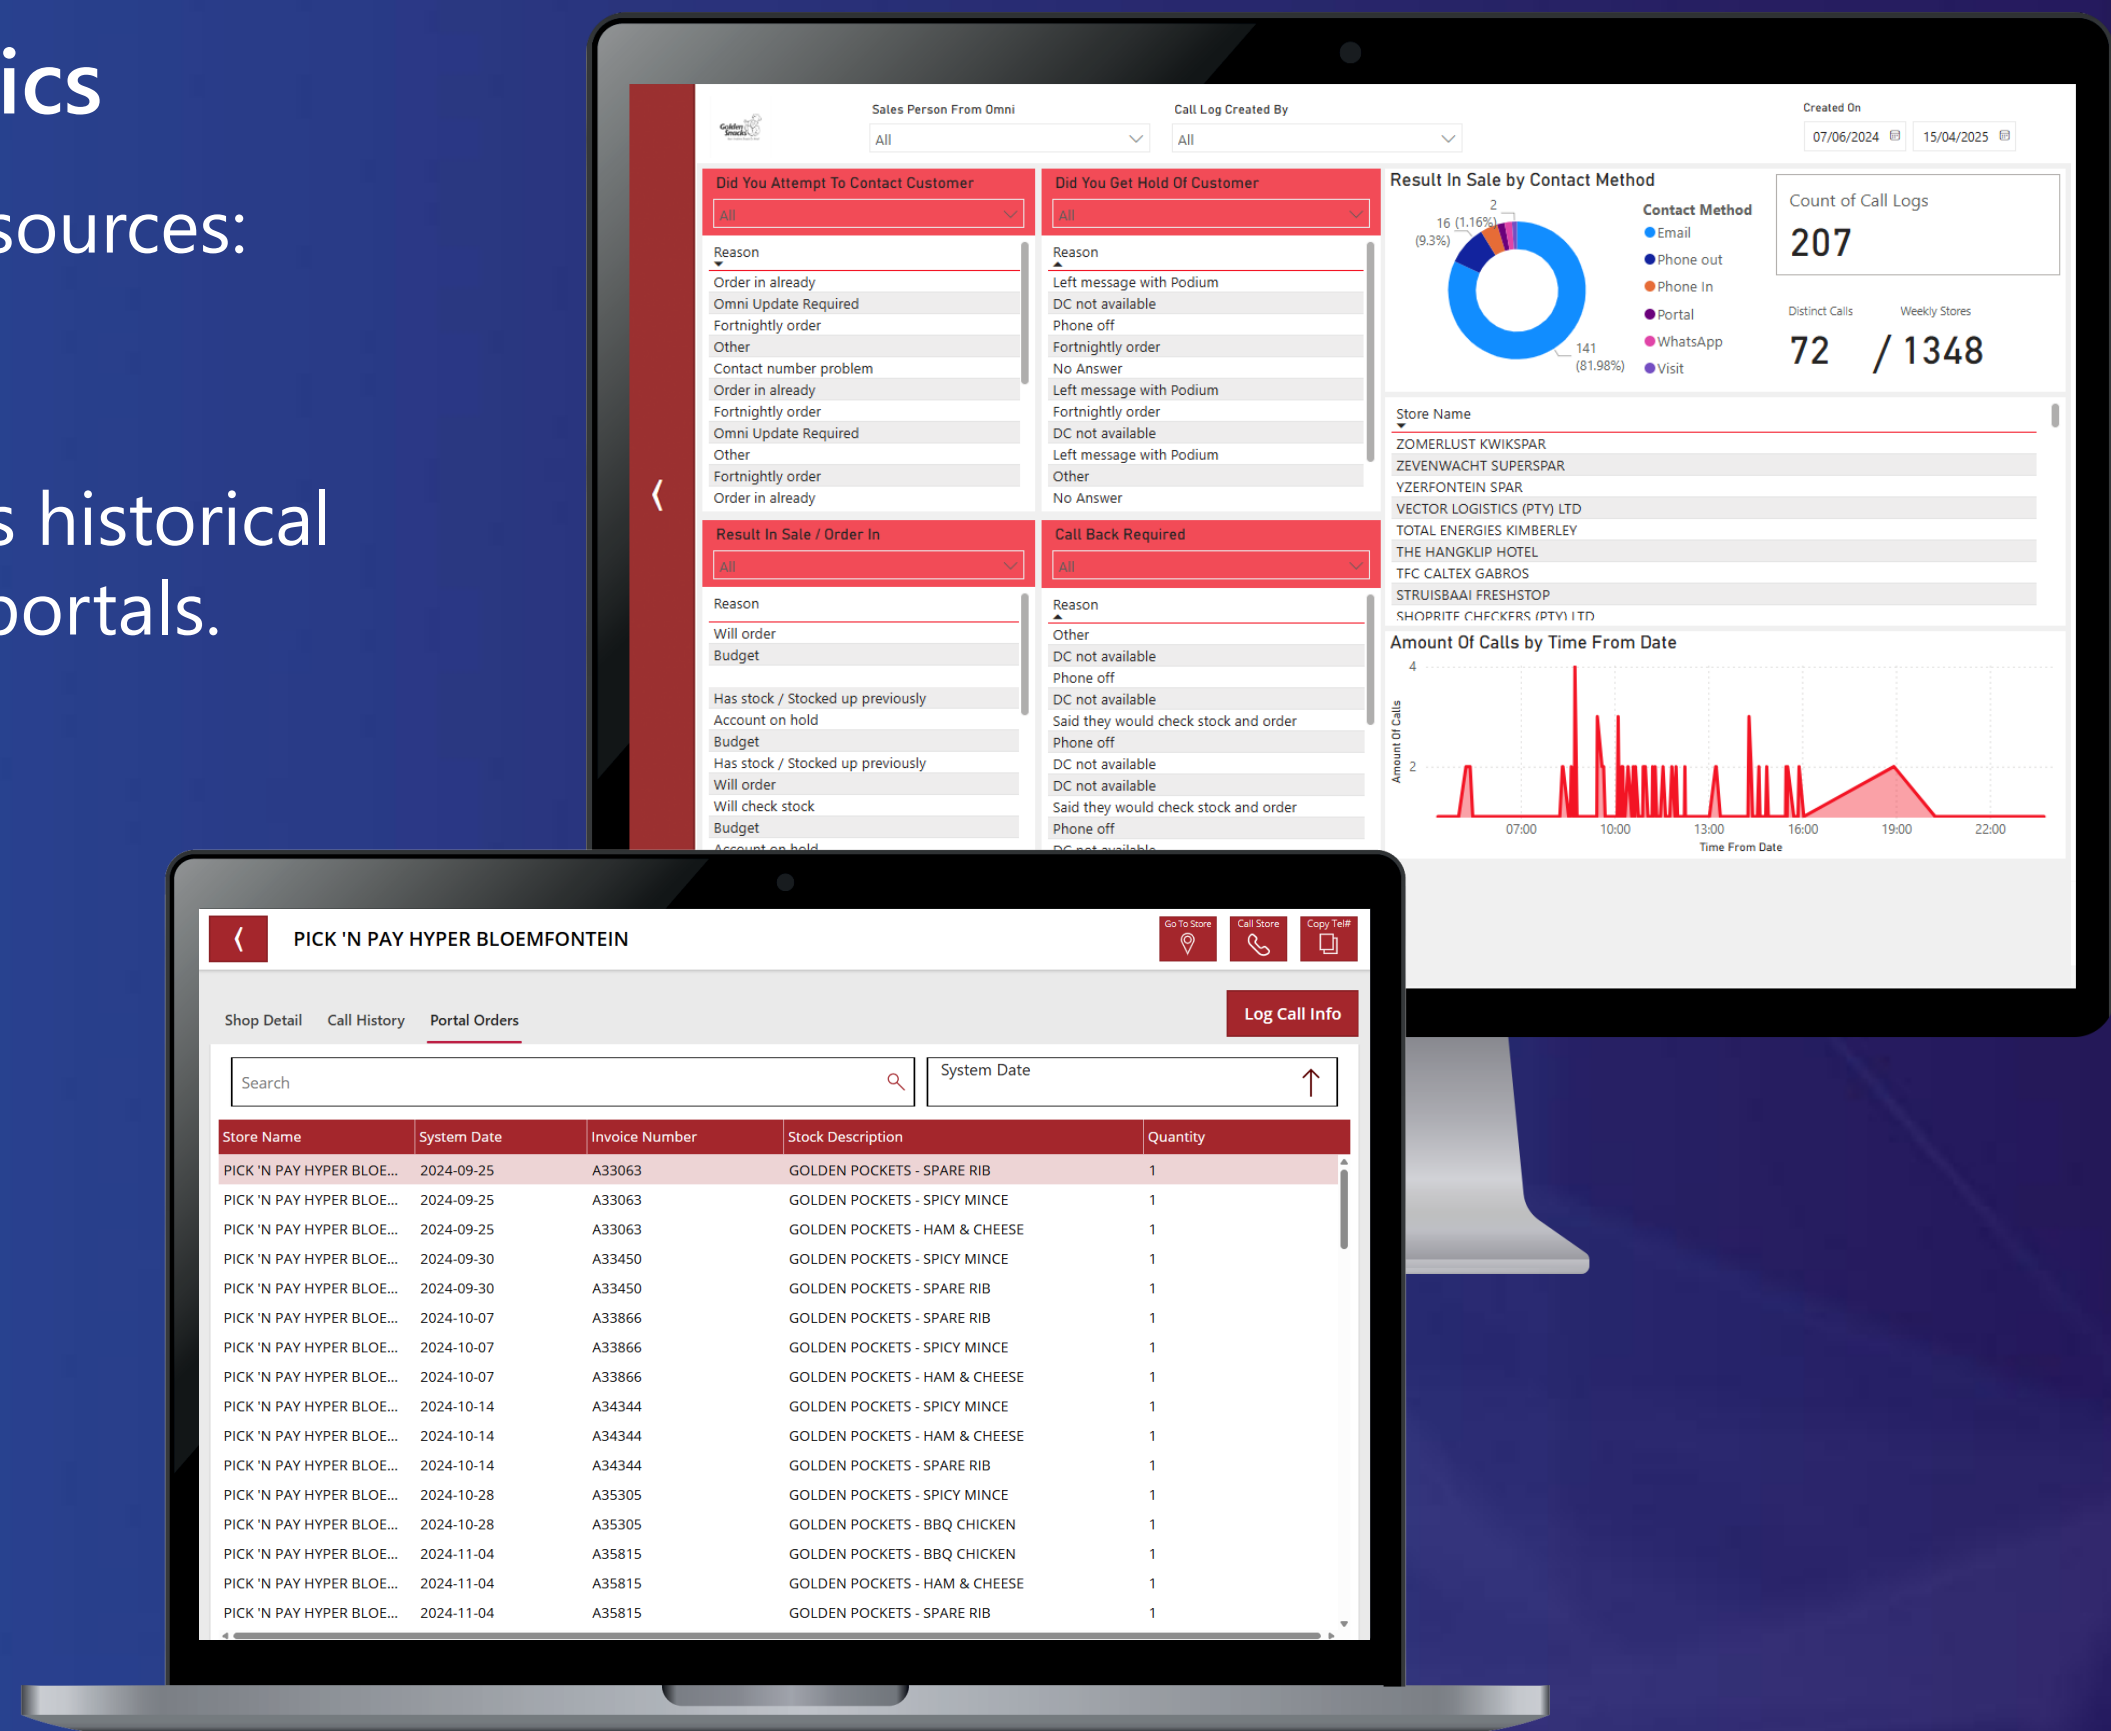 ics
sources:
s historical
portals.
Golden
Snacks
Sales Person From Omni
All
Call Log Created By
All
Created On
07/06/2024
15/04/2025
Did You Attempt To Contact Customer
All
Reason
Order in already
Omni Update Required
Fortnightly order
Other
Contact number problem
Order in already
Fortnightly order
Omni Update Required
Other
Fortnightly order
Order in already
Did You Get Hold Of Customer
All
Reason
Left message with Podium
DC not available
Phone off
Fortnightly order
No Answer
Left message with Podium
Fortnightly order
DC not available
Left message with Podium
Other
No Answer
Result In Sale by Contact Method
2
(1.16%)
16
(9.3%)
141
(81.98%)
Contact Method
Email
Phone out
Phone In
Portal
WhatsApp
Visit
Count of Call Logs
207
Distinct Calls
Weekly Stores
72 / 1348
Store Name
ZOMERLUST KWIKSPAR
ZEVENWACHT SUPERSPAR
YZERFONTEIN SPAR
VECTOR LOGISTICS (PTY) LTD
TOTAL ENERGIES KIMBERLEY
THE HANGKLIP HOTEL
TFC CALTEX GABROS
STRUISBAAI FRESHSTOP
SHOPRITE CHECKERS (PTY) LTD
Result In Sale / Order In
All
Reason
Will order
Budget
Has stock / Stocked up previously
Account on hold
Budget
Has stock / Stocked up previously
Will order
Will check stock
Budget
Account on hold
Call Back Required
All
Reason
Other
DC not available
Phone off
DC not available
Said they would check stock and order
Phone off
DC not available
DC not available
Said they would check stock and order
Phone off
DC not available
Amount Of Calls by Time From Date
Amount Of Calls
4
2
07:00 10:00 13:00 16:00 19:00 22:00
Time From Date
PICK 'N PAY HYPER BLOEMFONTEIN
Go To Store
Call Store
Copy Tel#
Shop Detail Call History Portal Orders
Log Call Info
Search
System Date
Store Name System Date Invoice Number Stock Description Quantity
PICK 'N PAY HYPER BLOE... 2024-09-25 A33063 GOLDEN POCKETS - SPARE RIB 1
PICK 'N PAY HYPER BLOE... 2024-09-25 A33063 GOLDEN POCKETS - SPICY MINCE 1
PICK 'N PAY HYPER BLOE... 2024-09-25 A33063 GOLDEN POCKETS - HAM & CHEESE 1
PICK 'N PAY HYPER BLOE... 2024-09-30 A33450 GOLDEN POCKETS - SPICY MINCE 1
PICK 'N PAY HYPER BLOE... 2024-09-30 A33450 GOLDEN POCKETS - SPARE RIB 1
PICK 'N PAY HYPER BLOE... 2024-10-07 A33866 GOLDEN POCKETS - SPARE RIB 1
PICK 'N PAY HYPER BLOE... 2024-10-07 A33866 GOLDEN POCKETS - SPICY MINCE 1
PICK 'N PAY HYPER BLOE... 2024-10-07 A33866 GOLDEN POCKETS - HAM & CHEESE 1
PICK 'N PAY HYPER BLOE... 2024-10-14 A34344 GOLDEN POCKETS - SPICY MINCE 1
PICK 'N PAY HYPER BLOE... 2024-10-14 A34344 GOLDEN POCKETS - HAM & CHEESE 1
PICK 'N PAY HYPER BLOE... 2024-10-14 A34344 GOLDEN POCKETS - SPARE RIB 1
PICK 'N PAY HYPER BLOE... 2024-10-28 A35305 GOLDEN POCKETS - SPICY MINCE 1
PICK 'N PAY HYPER BLOE... 2024-10-28 A35305 GOLDEN POCKETS - BBQ CHICKEN 1
PICK 'N PAY HYPER BLOE... 2024-11-04 A35815 GOLDEN POCKETS - BBQ CHICKEN 1
PICK 'N PAY HYPER BLOE... 2024-11-04 A35815 GOLDEN POCKETS - HAM & CHEESE 1
PICK 'N PAY HYPER BLOE... 2024-11-04 A35815 GOLDEN POCKETS - SPARE RIB 1